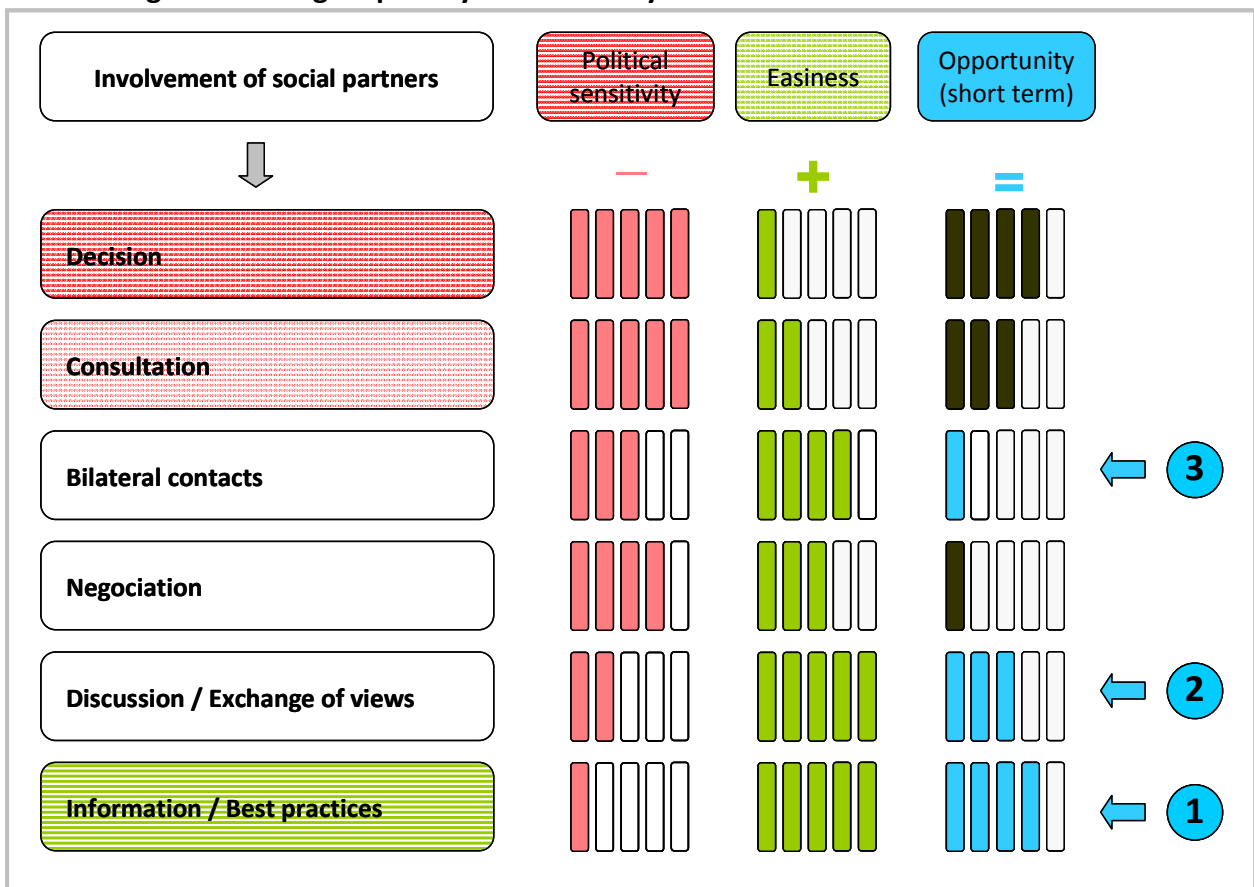 Involvement of social partners
Political
sensitivity
Easiness
Opportunity
(short term)
— + =
Decision
Consultation
Bilateral contacts
3
Negociation
Discussion / Exchange of views
2
Information / Best practices
1